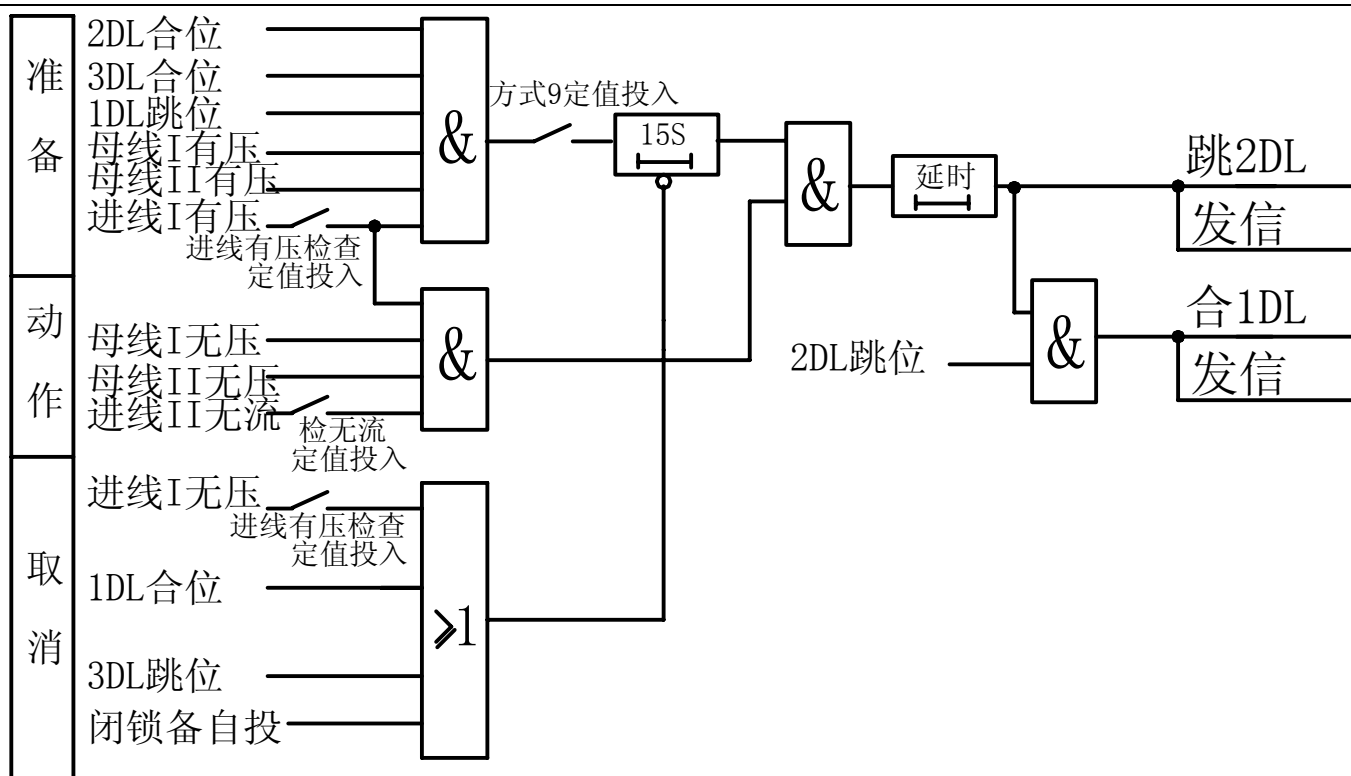 准备
2DL合位
3DL合位
1DL跳位
母线I有压
母线II有压
进线I有压
进线有压检查
定值投入
&
方式9定值投入
15S
&
延时
跳2DL
发信
动作
母线I无压
母线II无压
进线II无流
检无流
定值投入
&
2DL跳位
&
合1DL
发信
取消
进线I无压
进线有压检查
定值投入
1DL合位
3DL跳位
闭锁备自投
⩾1